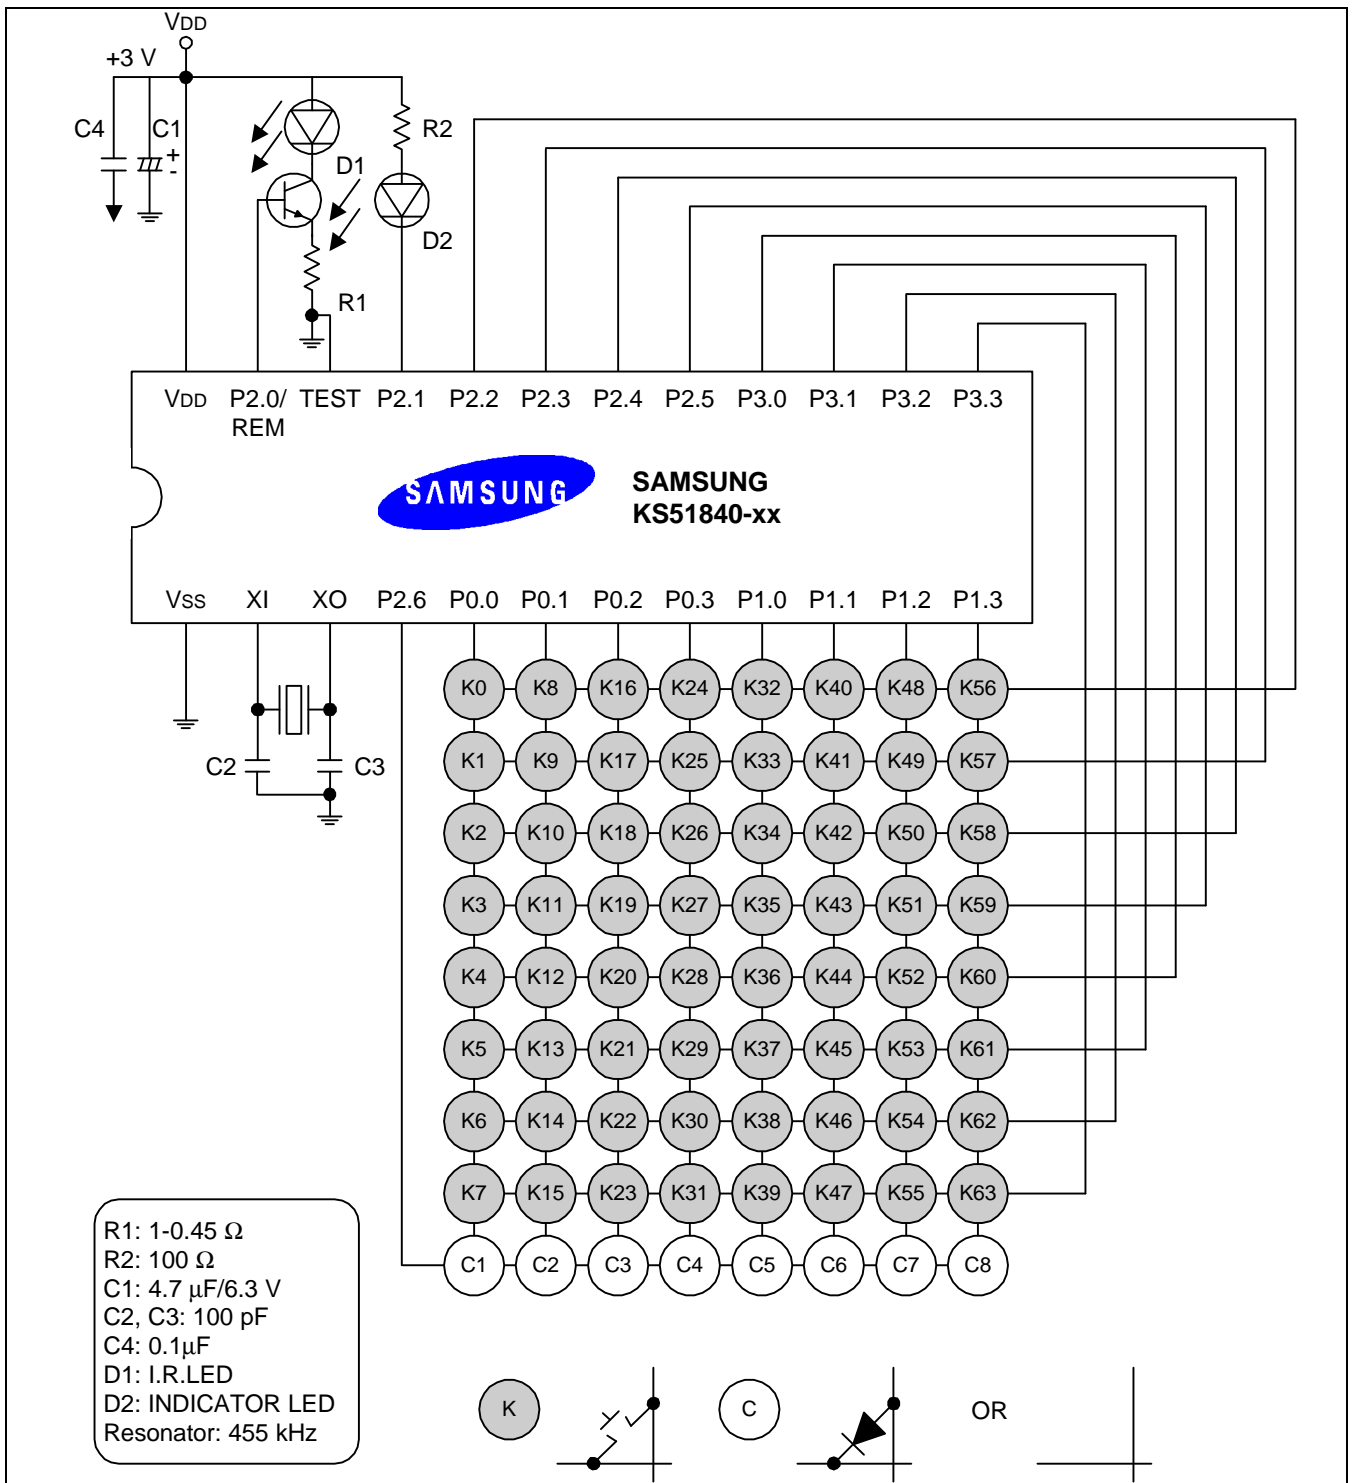 VDD
+3 V
C4 C1 + -
D1
R2
D2
R1
VDD P2.0/ TEST P2.1 P2.2 P2.3 P2.4 P2.5 P3.0 P3.1 P3.2 P3.3
REM
SAMSUNG
SAMSUNG
KS51840-xx
VSS XI XO P2.6 P0.0 P0.1 P0.2 P0.3 P1.0 P1.1 P1.2 P1.3
K0 K8 K16 K24 K32 K40 K48 K56
C2 C3
K1 K9 K17 K25 K33 K41 K49 K57
K2 K10 K18 K26 K34 K42 K50 K58
K3 K11 K19 K27 K35 K43 K51 K59
K4 K12 K20 K28 K36 K44 K52 K60
K5 K13 K21 K29 K37 K45 K53 K61
K6 K14 K22 K30 K38 K46 K54 K62
K7 K15 K23 K31 K39 K47 K55 K63
C1 C2 C3 C4 C5 C6 C7 C8
R1: 1-0.45 Ω
R2: 100 Ω
C1: 4.7 μF/6.3 V
C2, C3: 100 pF
C4: 0.1μF
D1: I.R.LED
D2: INDICATOR LED
Resonator: 455 kHz
K C OR